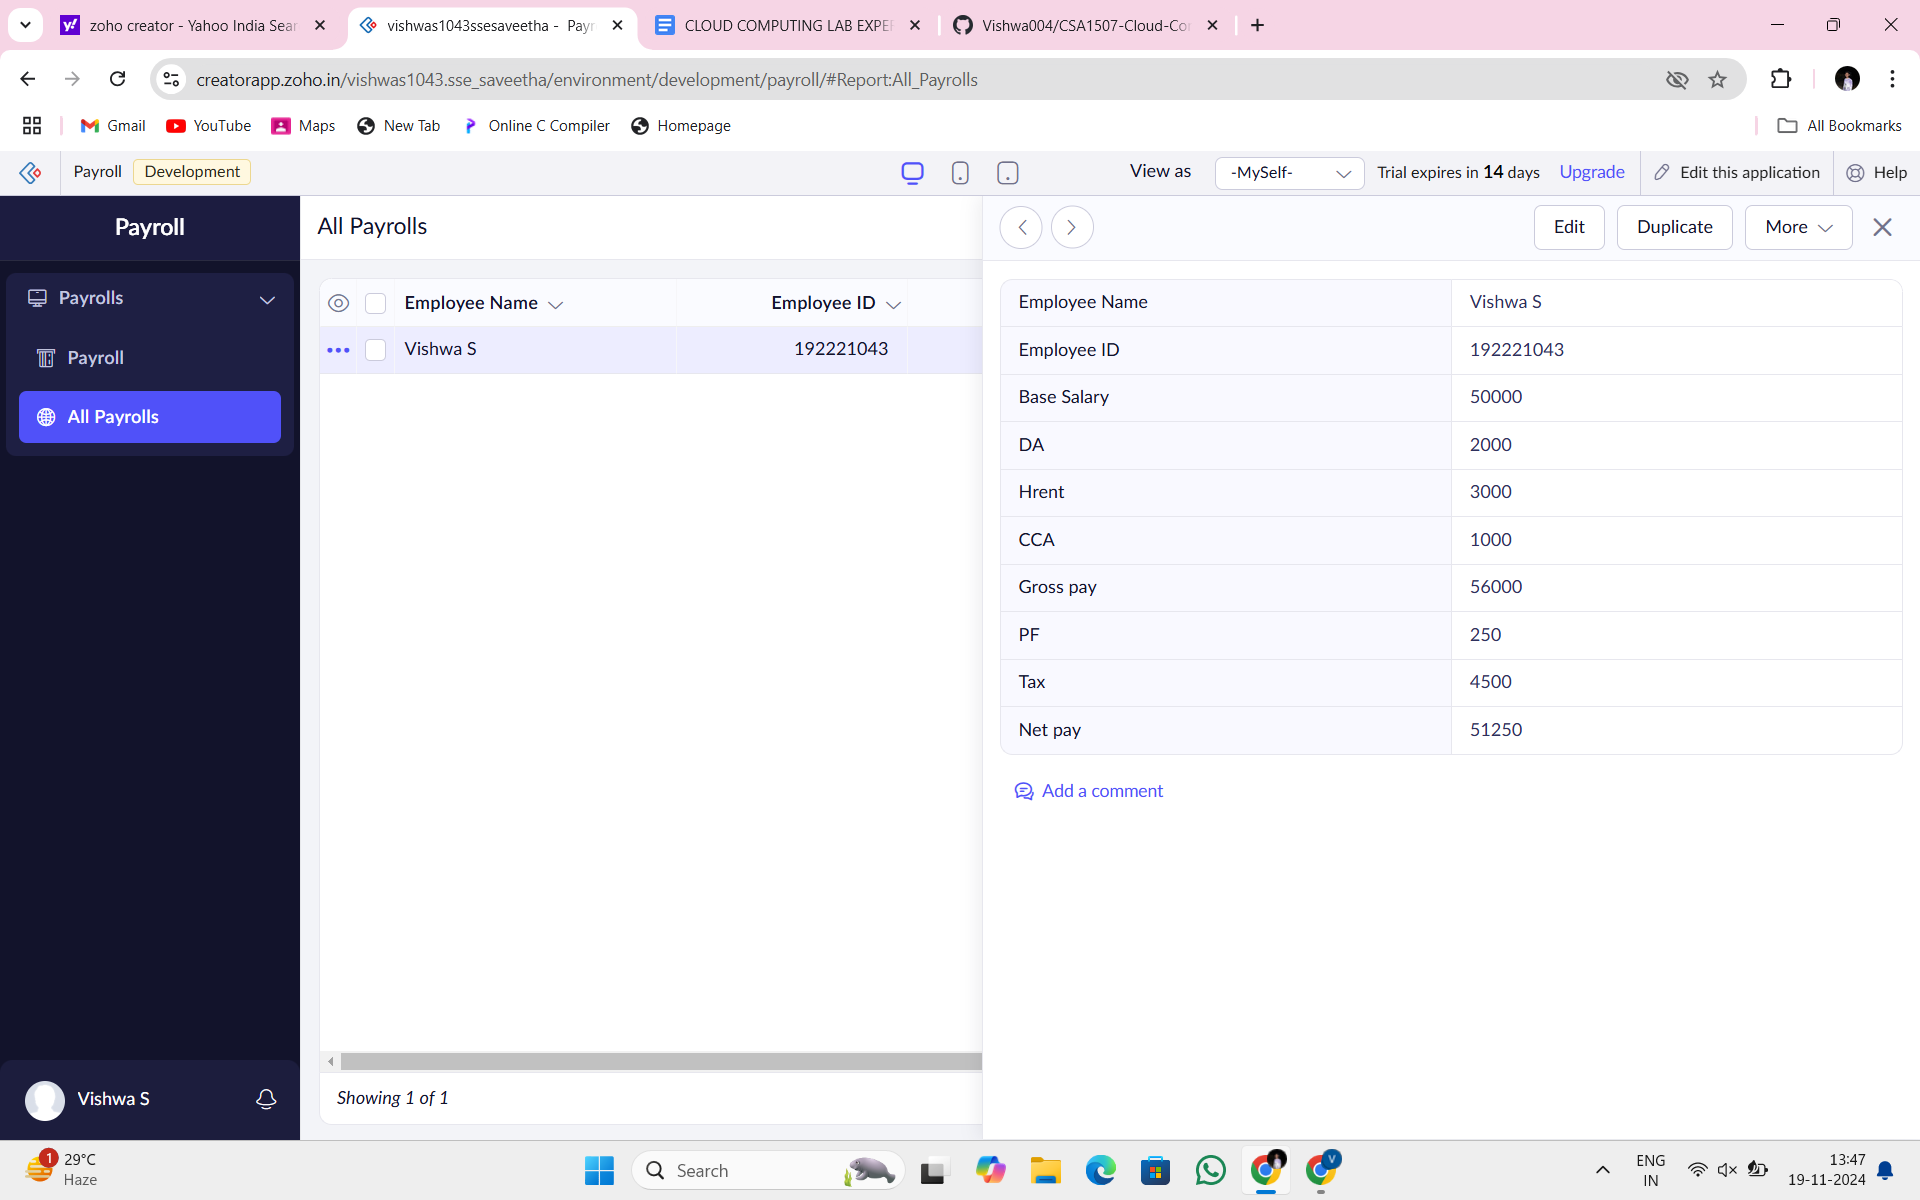 zoho creator - Yahoo India Sear
vishwas1043ssesaveetha - Payr
CLOUD COMPUTING LAB EXPER
Vishwa004/CSA1507-Cloud-Co
creatorapp.zoho.in/vishwas1043.sse_saveetha/environment/development/payroll/#Report:All_Payrolls
Gmail
YouTube
Maps
New Tab
Online C Compiler
Homepage
All Bookmarks
Payroll
Development
View as
-MySelf-
Trial expires in 14 days
Upgrade
Edit this application
Help
Payroll
All Payrolls
Edit
Duplicate
More
Payrolls
Payroll
All Payrolls
Employee Name
Employee ID
Vishwa S
192221043
Employee Name Vishwa S
Employee ID 192221043
Base Salary 50000
DA 2000
Hrent 3000
CCA 1000
Gross pay 56000
PF 250
Tax 4500
Net pay 51250
Add a comment
Showing 1 of 1
Vishwa S
1
29°C
Haze
Search
V
ENG
IN
13:47
19-11-2024